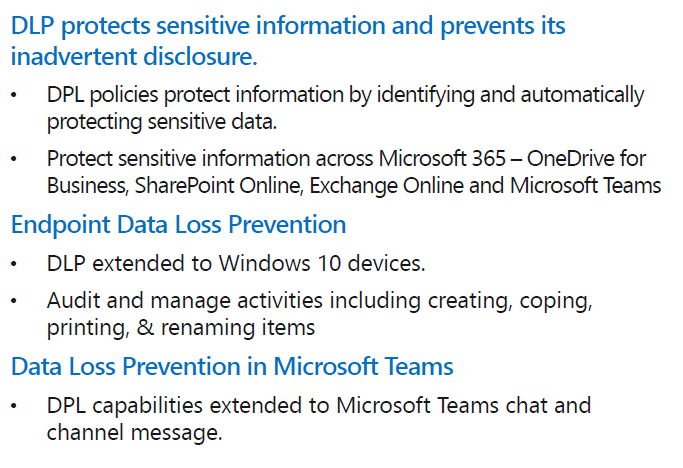 DLP protects sensitive information and prevents its
inadvertent disclosure.
• DPL policies protect information by identifying and automatically
protecting sensitive data.
• Protect sensitive information across Microsoft 365 – OneDrive for
Business, SharePoint Online, Exchange Online and Microsoft Teams
Endpoint Data Loss Prevention
• DLP extended to Windows 10 devices.
• Audit and manage activities including creating, coping,
printing, & renaming items
Data Loss Prevention in Microsoft Teams
• DPL capabilities extended to Microsoft Teams chat and
channel message.